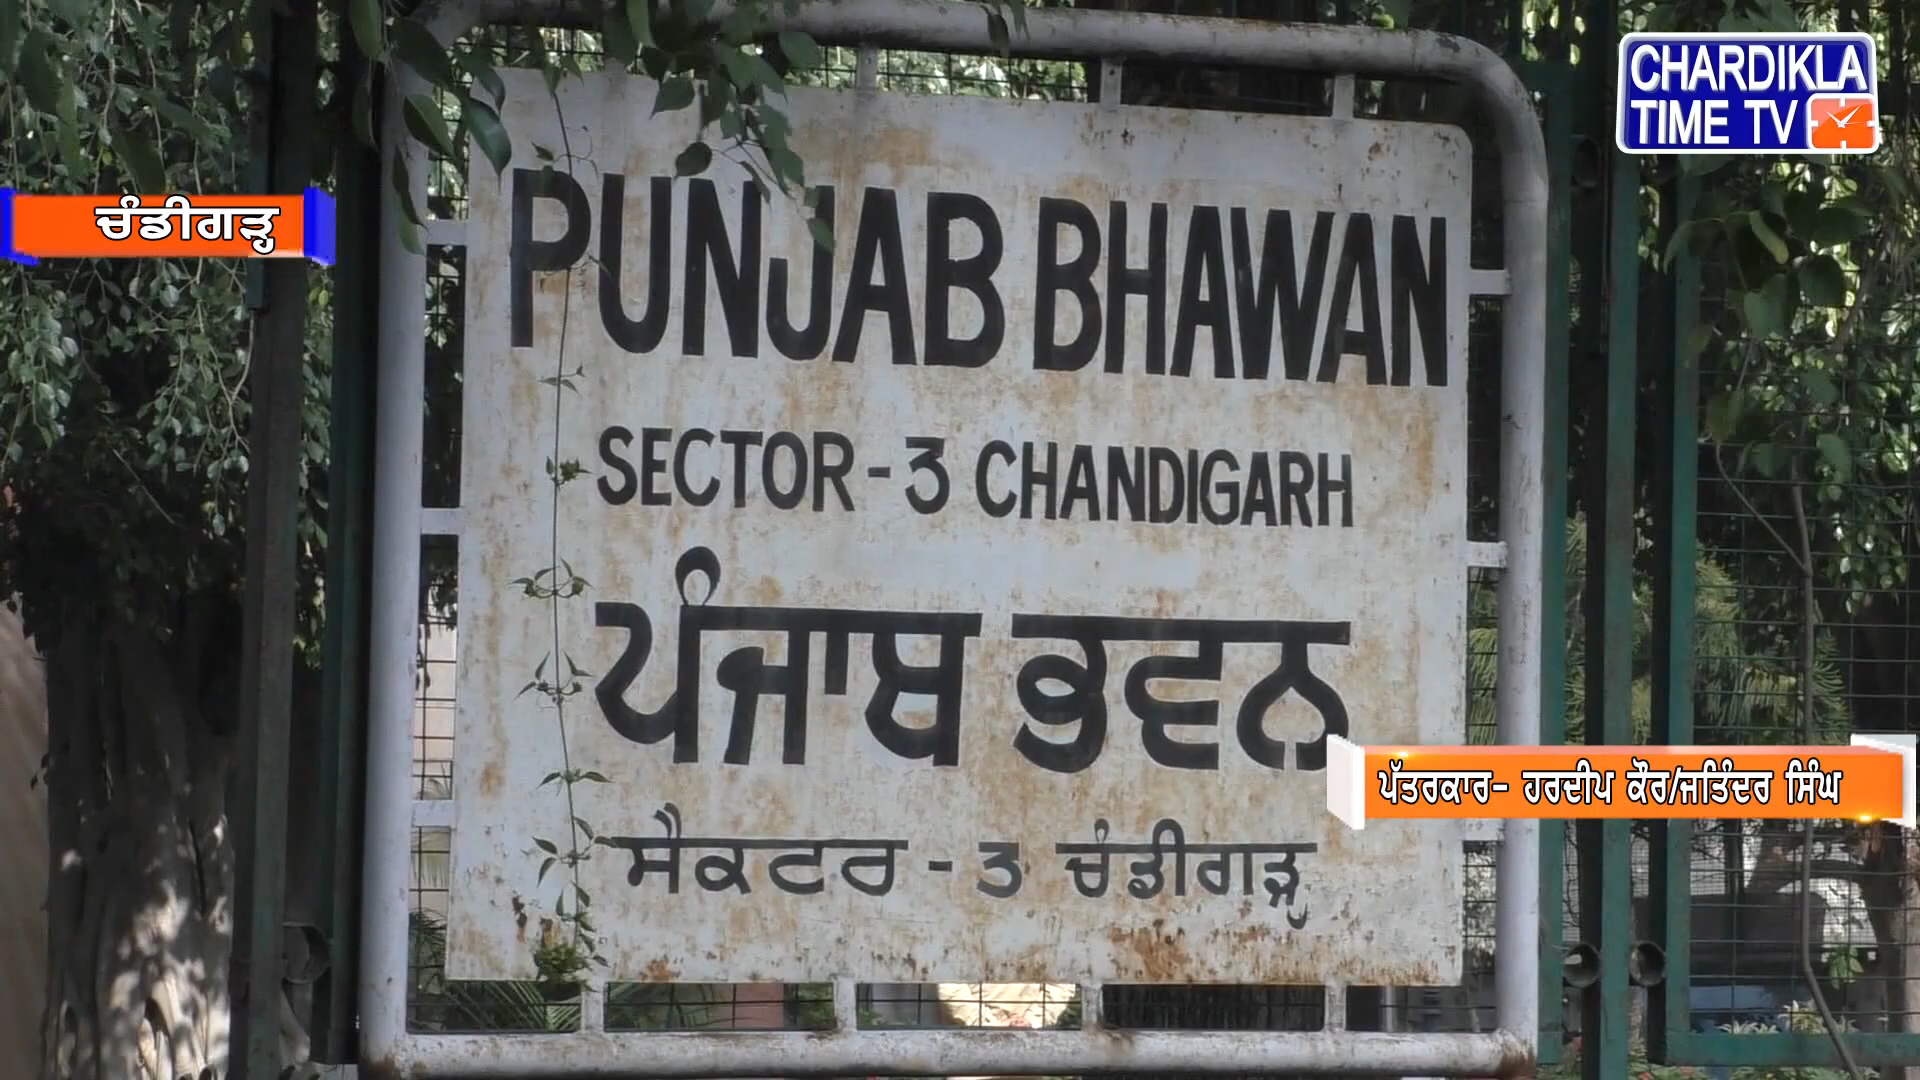 CHARDIKLA
TIME TV
ਚੰਡੀਗੜ੍ਹ
PUNJAB BHAWAN
SECTOR - 3 CHANDIGARH
ਪੰਜਾਬ ਭਵਨ
ਪੱਤਰਕਾਰ- ਹਰਦੀਪ ਕੌਰ/ਜਤਿੰਦਰ ਸਿੰਘ
ਸੈਕਟਰ - 3 ਚੰਡੀਗੜ੍ਹ